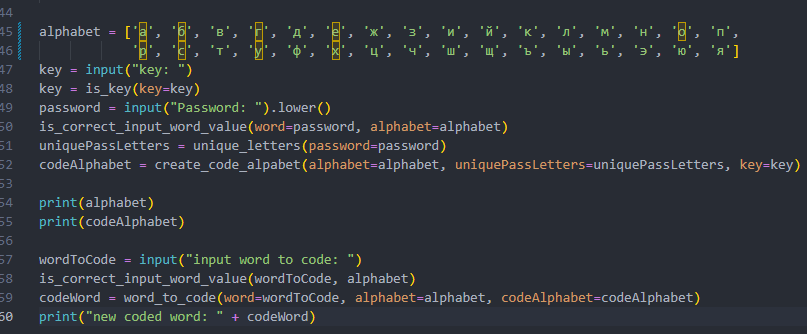 44
45 alphabet = ['а', 'б', 'в', 'г', 'д', 'е', 'ж', 'з', 'и', 'й', 'к', 'л', 'м', 'н', 'о', 'п',
46 'р', 'с', 'т', 'у', 'ф', 'х', 'ц', 'ч', 'ш', 'щ', 'ъ', 'ы', 'ь', 'э', 'ю', 'я']
47 key = input("key: ")
48 key = is_key(key=key)
49 password = input("Password: ").lower()
50 is_correct_input_word_value(word=password, alphabet=alphabet)
51 uniquePassLetters = unique_letters(password=password)
52 codeAlphabet = create_code_alpabet(alphabet=alphabet, uniquePassLetters=uniquePassLetters, key=key)
53
54 print(alphabet)
55 print(codeAlphabet)
56
57 wordToCode = input("input word to code: ")
58 is_correct_input_word_value(wordToCode, alphabet)
59 codeWord = word_to_code(word=wordToCode, alphabet=alphabet, codeAlphabet=codeAlphabet)
60 print("new coded word: " + codeWord)